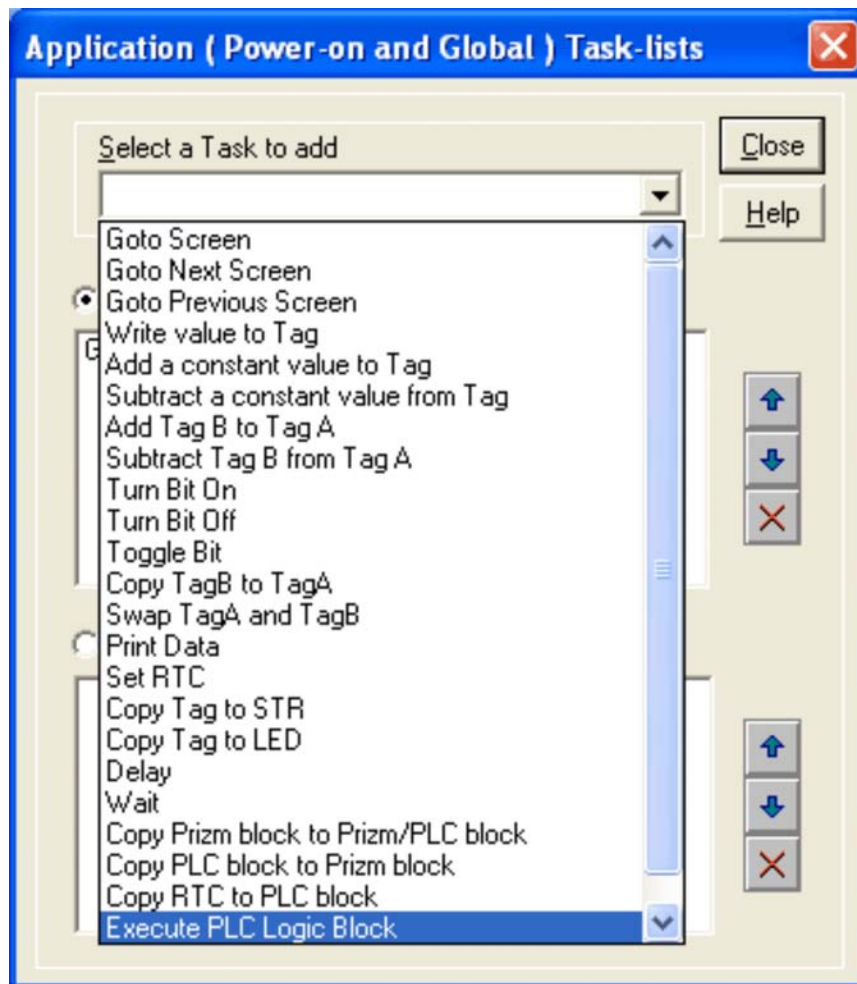 Application ( Power-on and Global ) Task-lists
Select a Task to add
Close
Help
Goto Screen
Goto Next Screen
Goto Previous Screen
Write value to Tag
Add a constant value to Tag
Subtract a constant value from Tag
Add Tag B to Tag A
Subtract Tag B from Tag A
Turn Bit On
Turn Bit Off
Toggle Bit
Copy TagB to TagA
Swap TagA and TagB
Print Data
Set RTC
Copy Tag to STR
Copy Tag to LED
Delay
Wait
Copy Prizm block to Prizm/PLC block
Copy PLC block to Prizm block
Copy RTC to PLC block
Execute PLC Logic Block